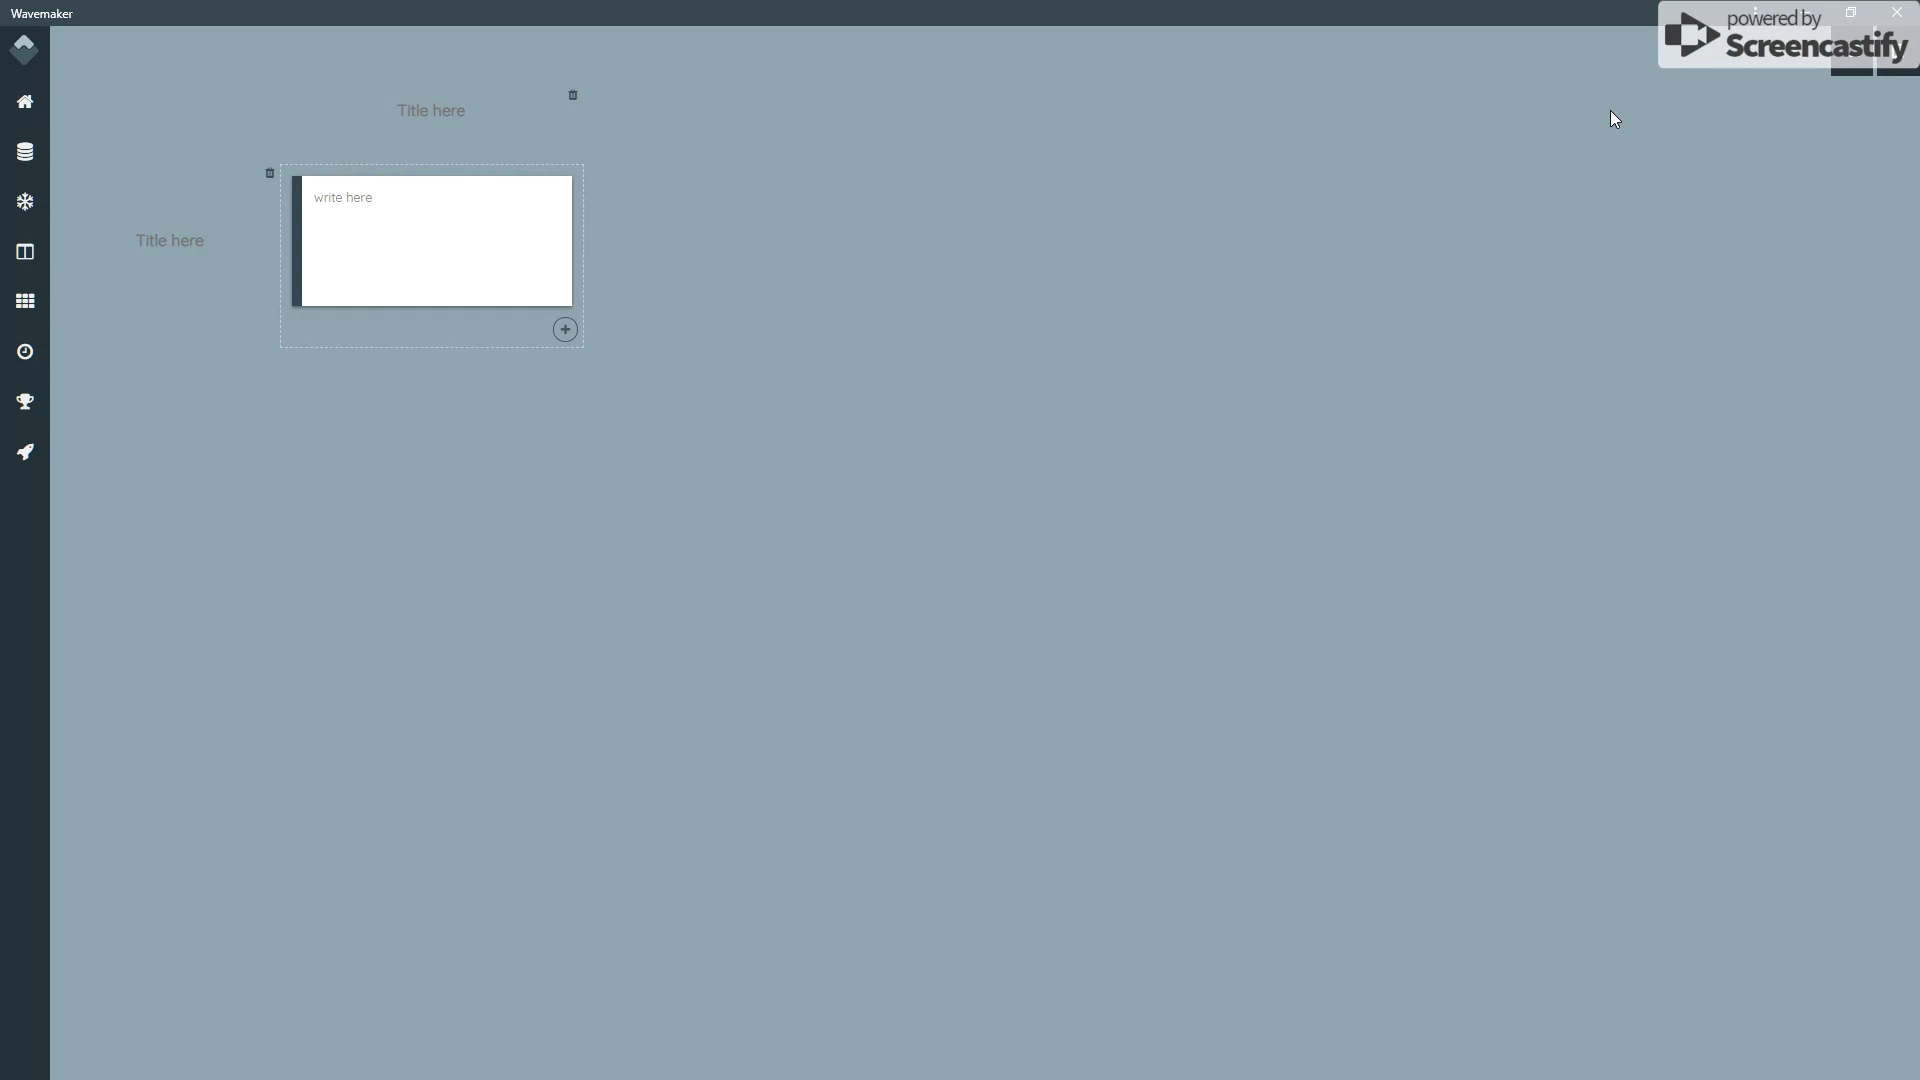 Wavemaker
powered by
Screencastify
Title here
write here
Title here